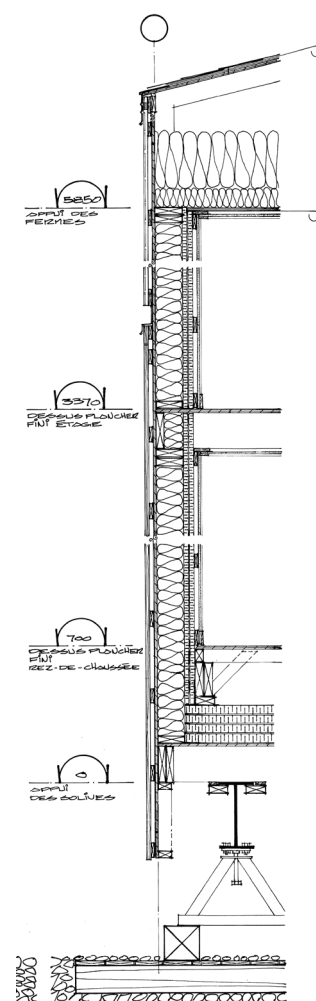 5850
APPUI DES
FERMES
3370
DESSUS PLANCHER
FINI ÉTAGE
700
DESSUS PLANCHER
FINI
REZ-DE-CHAUSSÉE
0
APPUI
DES SOLIVES